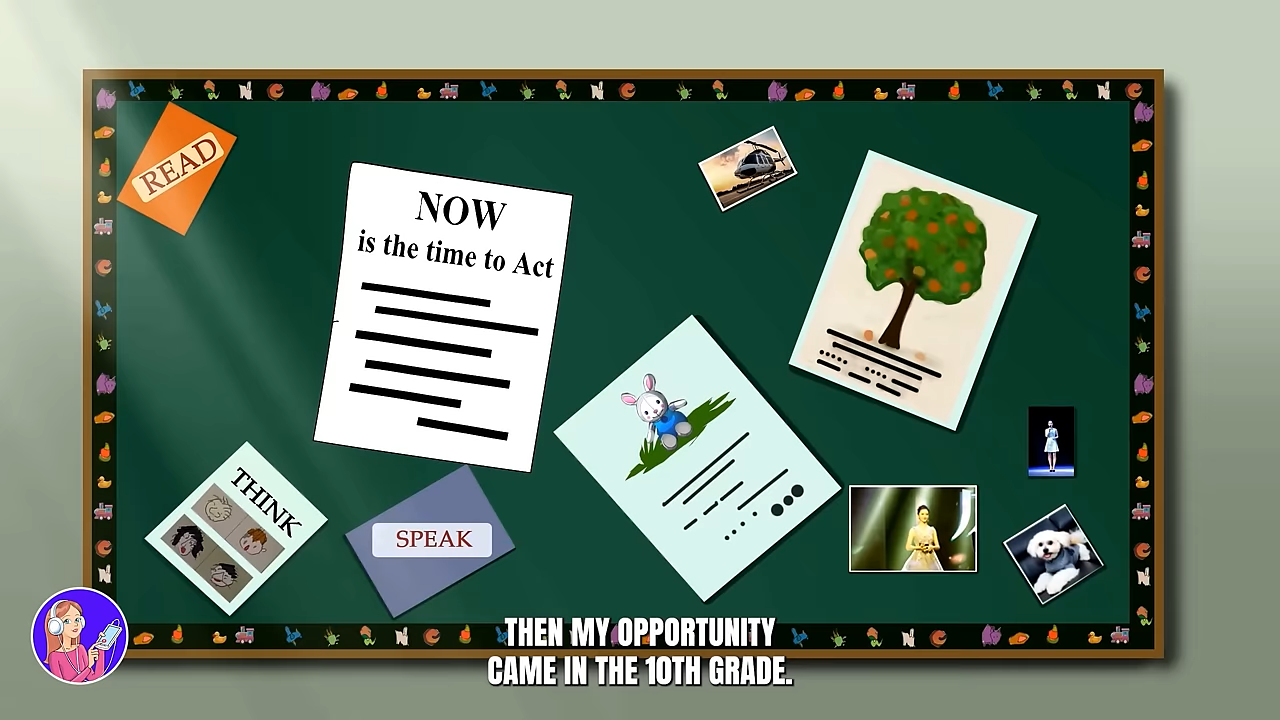 READ
NOW
is the time to Act
THINK
SPEAK
THEN MY OPPORTUNITY
CAME IN THE 10TH GRADE.